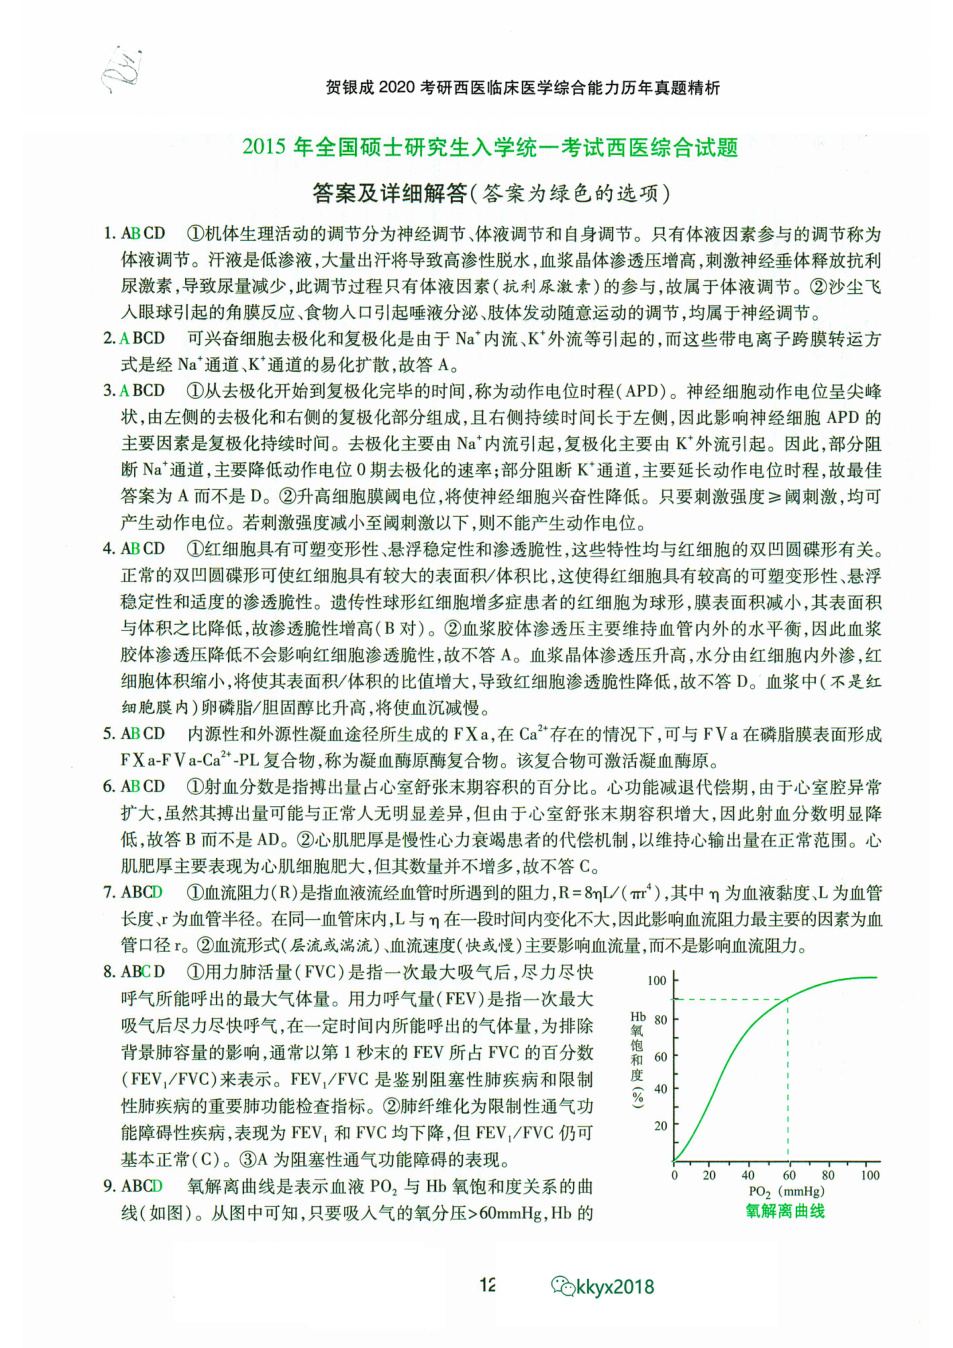 贺银成 2020 考研西医临床医学综合能力历年真题精析
2015 年全国硕士研究生入学统一考试西医综合试题
答案及详细解答(答案为绿色的选项)
1. ABCD ①机体生理活动的调节分为神经调节、体液调节和自身调节。只有体液因素参与的调节称为
体液调节。汗液是低渗液,大量出汗将导致高渗性脱水,血浆晶体渗透压增高,刺激神经垂体释放抗利
尿激素,导致尿量减少,此调节过程只有体液因素(抗利尿激素)的参与,故属于体液调节。②沙尘飞
入眼球引起的角膜反应、食物入口引起唾液分泌、肢体发动随意运动的调节,均属于神经调节。
2. ABCD 可兴奋细胞去极化和复极化是由于 Na⁺内流、K⁺外流等引起的,而这些带电离子跨膜转运方
式是经 Na⁺通道、K⁺通道的易化扩散,故答 A。
3. ABCD ①从去极化开始到复极化完毕的时间,称为动作电位时程(APD)。神经细胞动作电位呈尖峰
状,由左侧的去极化和右侧的复极化部分组成,且右侧持续时间长于左侧,因此影响神经细胞 APD 的
主要因素是复极化持续时间。去极化主要由 Na⁺内流引起,复极化主要由 K⁺外流引起。因此,部分阻
断 Na⁺通道,主要降低动作电位 0 期去极化的速率;部分阻断 K⁺通道,主要延长动作电位时程,故最佳
答案为 A 而不是 D。②升高细胞膜阈电位,将使神经细胞兴奋性降低。只要刺激强度≥阈刺激,均可
产生动作电位。若刺激强度减小至阈刺激以下,则不能产生动作电位。
4. ABCD ①红细胞具有可塑变形性、悬浮稳定性和渗透脆性,这些特性均与红细胞的双凹圆碟形有关。
正常的双凹圆碟形可使红细胞具有较大的表面积/体积比,这使得红细胞具有较高的可塑变形性、悬浮
稳定性和适度的渗透脆性。遗传性球形红细胞增多症患者的红细胞为球形,膜表面积减小,其表面积
与体积之比降低,故渗透脆性增高(B 对)。②血浆胶体渗透压主要维持血管内外的水平衡,因此血浆
胶体渗透压降低不会影响红细胞渗透脆性,故不答 A。血浆晶体渗透压升高,水分由红细胞内外渗,红
细胞体积缩小,将使其表面积/体积的比值增大,导致红细胞渗透脆性降低,故不答 D。血浆中(不是红
细胞膜内)卵磷脂/胆固醇比升高,将使血沉减慢。
5. ABCD 内源性和外源性凝血途径所生成的 FⅩa,在 Ca²⁺存在的情况下,可与 FⅤa 在磷脂膜表面形成
FⅩa-FⅤa-Ca²⁺-PL 复合物,称为凝血酶原酶复合物。该复合物可激活凝血酶原。
6. ABCD ①射血分数是指搏出量占心室舒张末期容积的百分比。心功能减退代偿期,由于心室腔异常
扩大,虽然其搏出量可能与正常人无明显差异,但由于心室舒张末期容积增大,因此射血分数明显降
低,故答 B 而不是 AD。②心肌肥厚是慢性心力衰竭患者的代偿机制,以维持心输出量在正常范围。心
肌肥厚主要表现为心肌细胞肥大,但其数量并不增多,故不答 C。
7. ABCD ①血流阻力(R)是指血液流经血管时所遇到的阻力,R=8ηL/(πr⁴),其中 η 为血液黏度、L 为血管
长度、r 为血管半径。在同一血管床内,L 与 η 在一段时间内变化不大,因此影响血流阻力最主要的因素为血
管口径 r。②血流形式(层流或湍流)、血流速度(快或慢)主要影响血流量,而不是影响血流阻力。
8. ABCD ①用力肺活量(FVC)是指一次最大吸气后,尽力尽快
呼气所能呼出的最大气体量。用力呼气量(FEV)是指一次最大
吸气后尽力尽快呼气,在一定时间内所能呼出的气体量,为排除
背景肺容量的影响,通常以第 1 秒末的 FEV 所占 FVC 的百分数
(FEV₁/FVC)来表示。FEV₁/FVC 是鉴别阻塞性肺疾病和限制
性肺疾病的重要肺功能检查指标。②肺纤维化为限制性通气功
能障碍性疾病,表现为 FEV₁ 和 FVC 均下降,但 FEV₁/FVC 仍可
基本正常(C)。③A 为阻塞性通气功能障碍的表现。
9. ABCD 氧解离曲线是表示血液 PO₂ 与 Hb 氧饱和度关系的曲
线(如图)。从图中可知,只要吸入气的氧分压>60mmHg,Hb 的
Hb氧饱和度(%)
100
80
60
40
20
0 20 40 60 80 100
PO₂ (mmHg)
氧解离曲线
12
kkyx2018